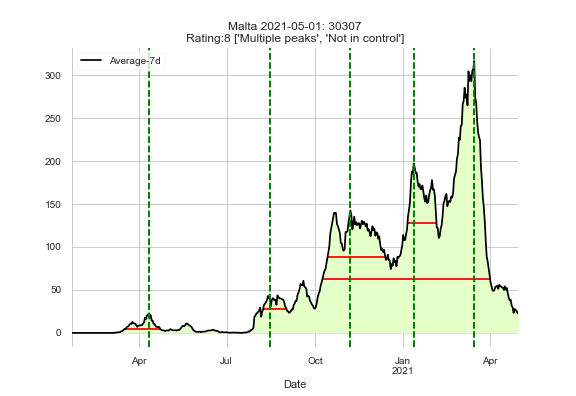 Malta 2021-05-01: 30307
Rating:8 ['Multiple peaks', 'Not in control']
Average-7d
300
250
200
150
100
50
0
Apr
Jul
Oct
Jan
2021
Apr
Date